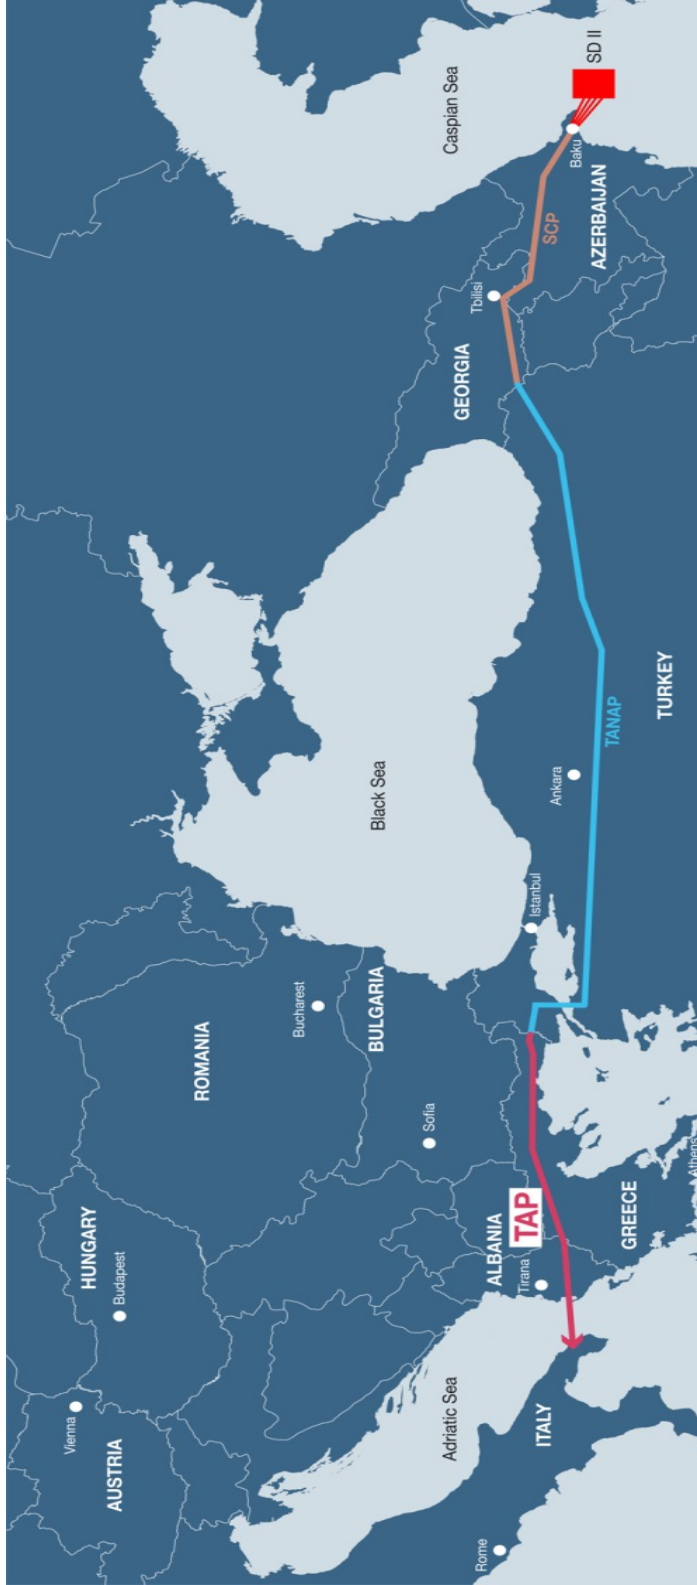 Vienna
AUSTRIA
HUNGARY
Budapest
ROMANIA
Bucharest
BULGARIA
Sofia
Black Sea
Caspian Sea
Tbilisi
GEORGIA
SCP
Baku
SD II
AZERBAIJAN
Adriatic Sea
Rome
ITALY
Tirana
ALBANIA
TAP
GREECE
Athens
Istanbul
Ankara
TANAP
TURKEY